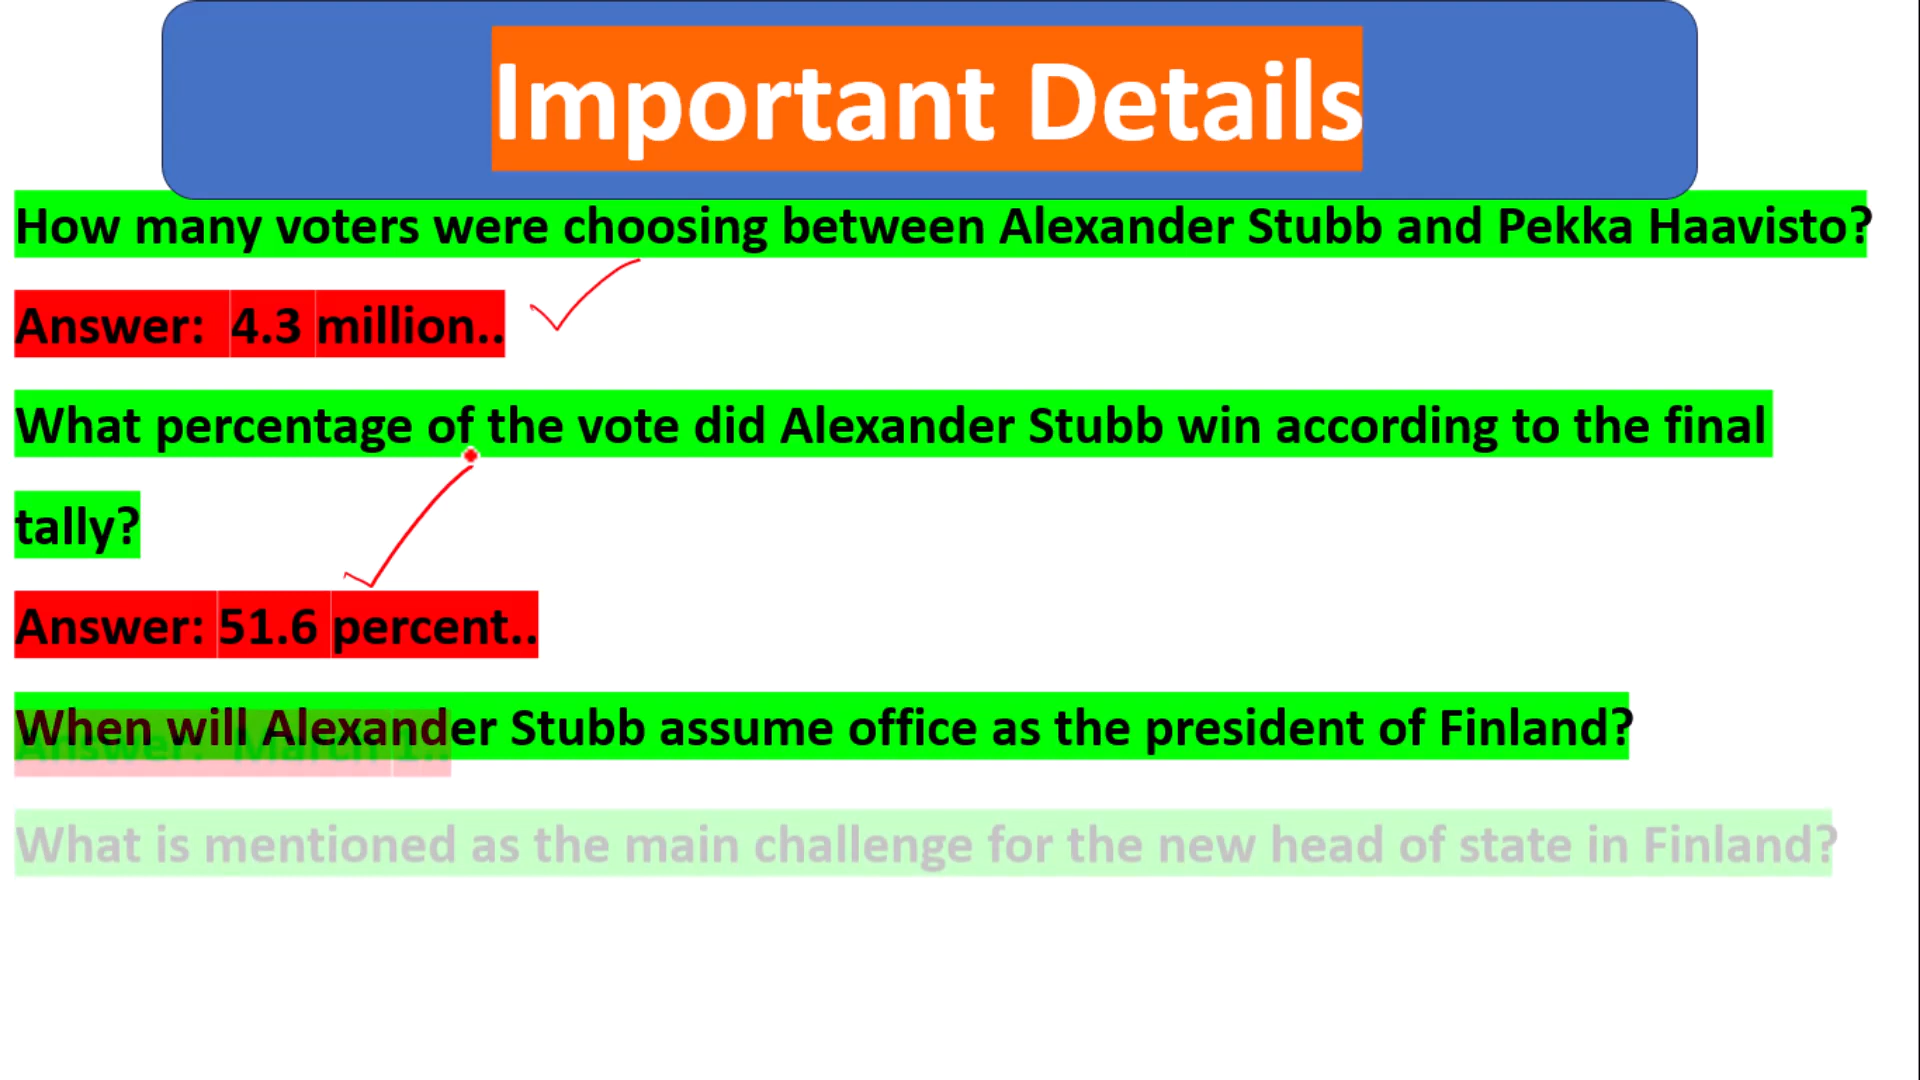 Important Details
How many voters were choosing between Alexander Stubb and Pekka Haavisto?
Answer: 4.3 million..
What percentage of the vote did Alexander Stubb win according to the final
tally?
Answer: 51.6 percent..
When will Alexander Stubb assume office as the president of Finland?
Answer: March 1..
What is mentioned as the main challenge for the new head of state in Finland?